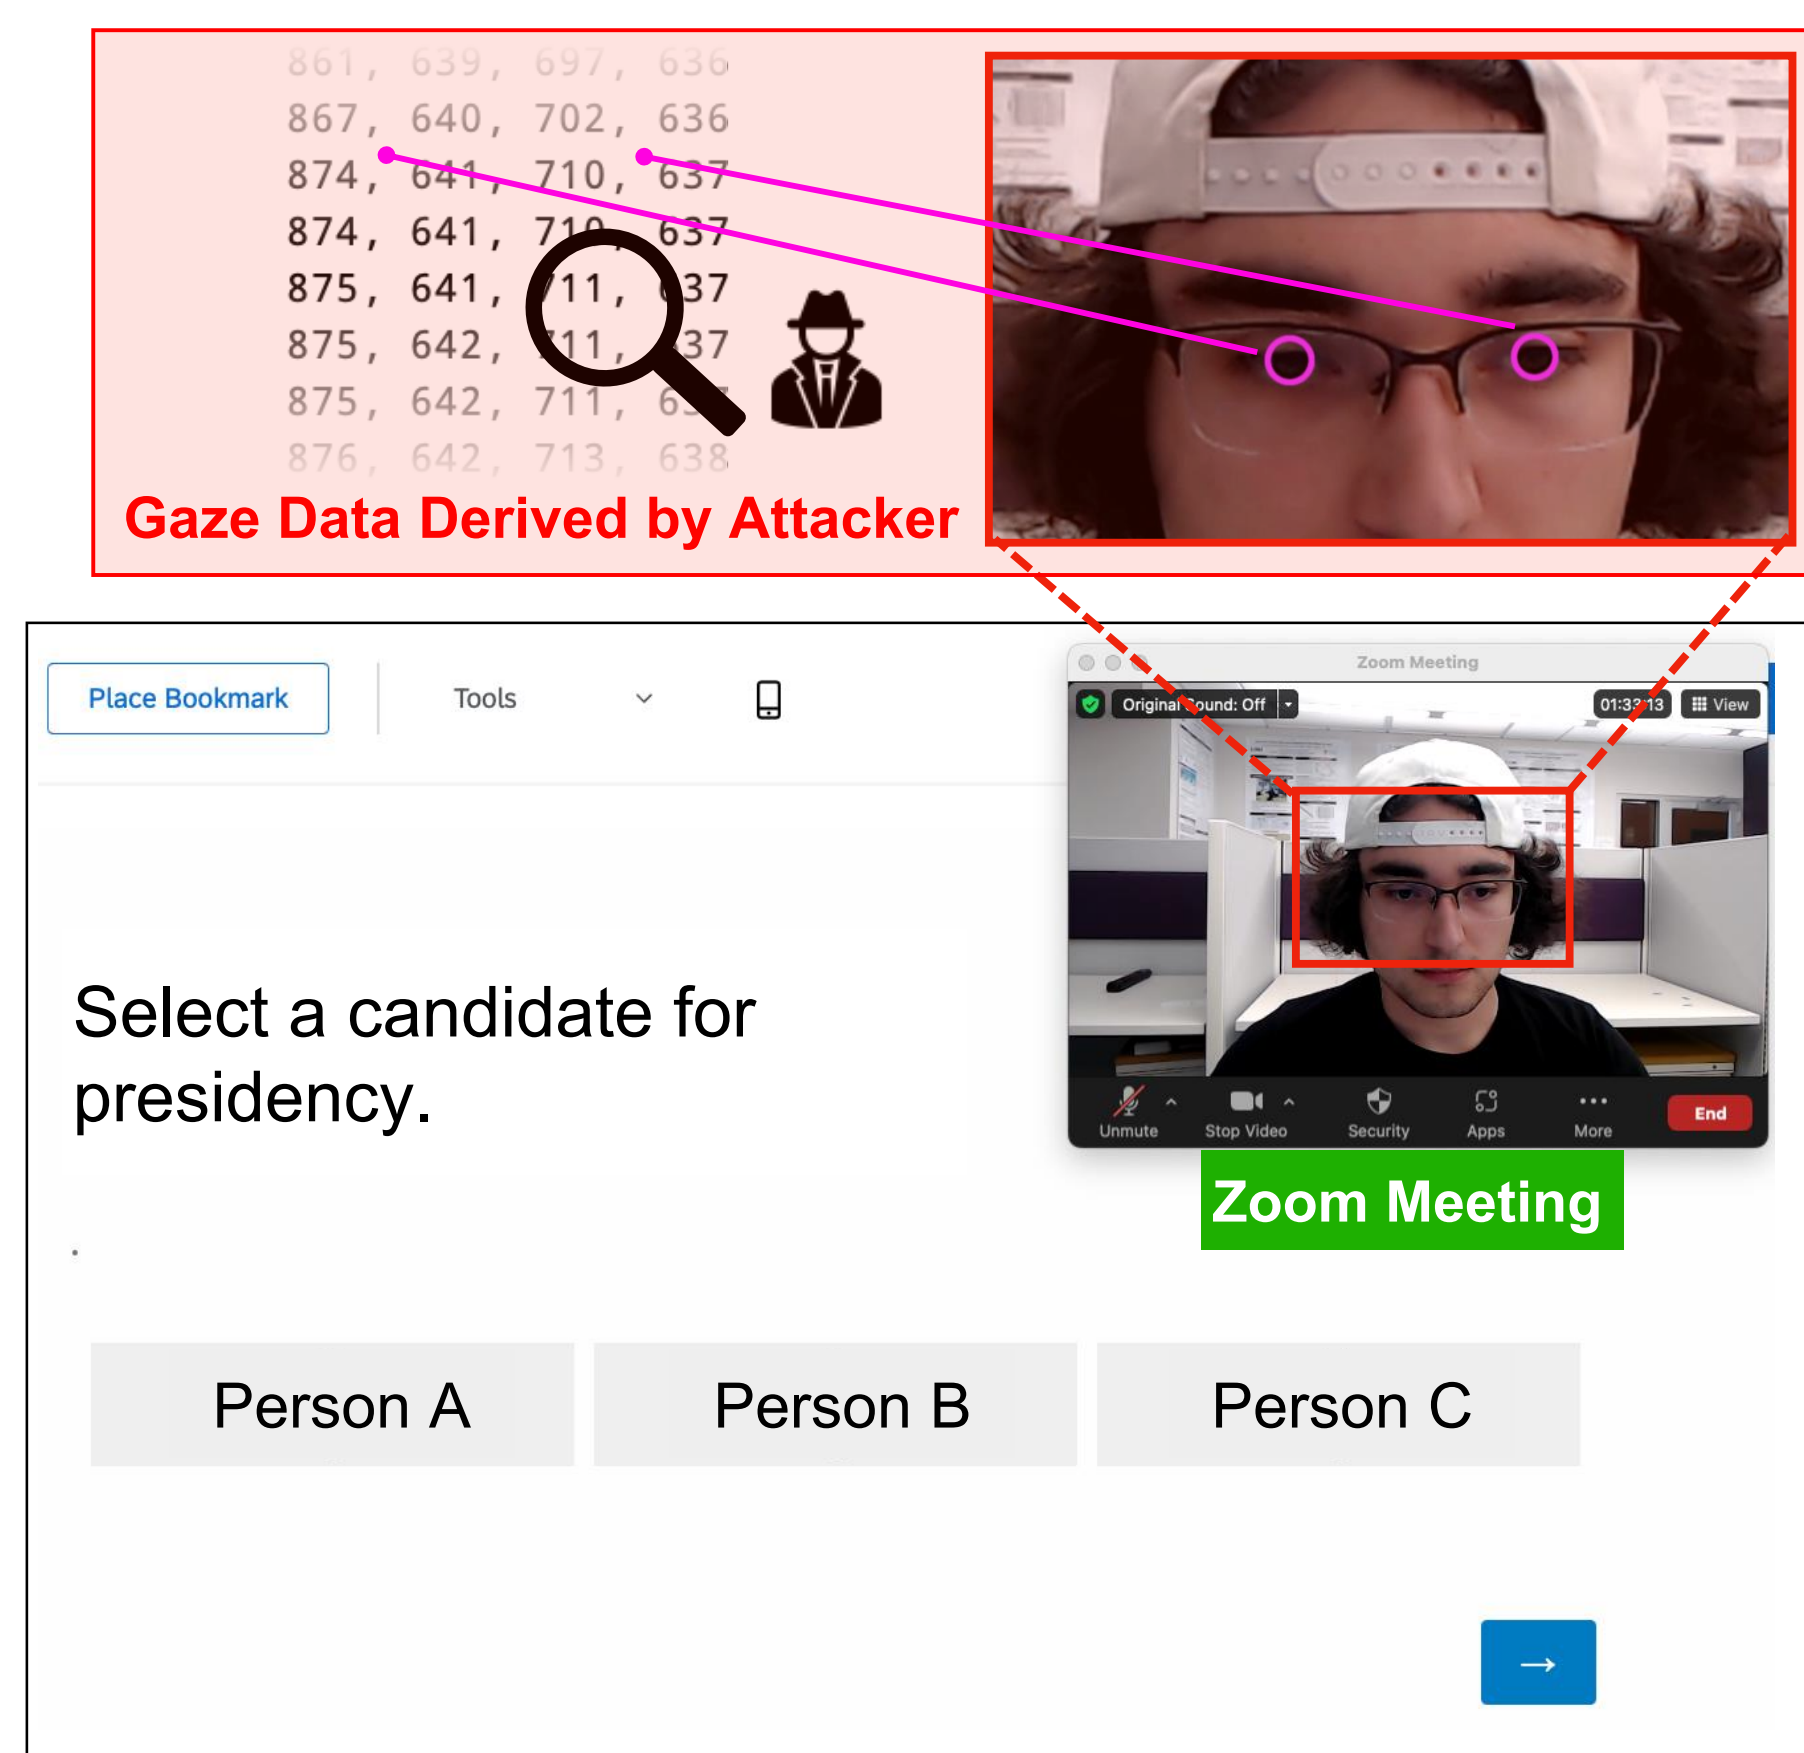 861, 639, 697, 636
867, 640, 702, 636
874, 641, 710, 637
874, 641, 710, 637
875, 641, 711, 637
875, 642, 711, 637
875, 642, 711, 637
876, 642, 713, 638
Gaze Data Derived by Attacker
Place Bookmark
Tools
Zoom Meeting
Original Sound: Off
01:33:13
View
Select a candidate for
presidency.
Unmute
Stop Video
Security
Apps
More
End
Zoom Meeting
.
Person A
Person B
Person C
→